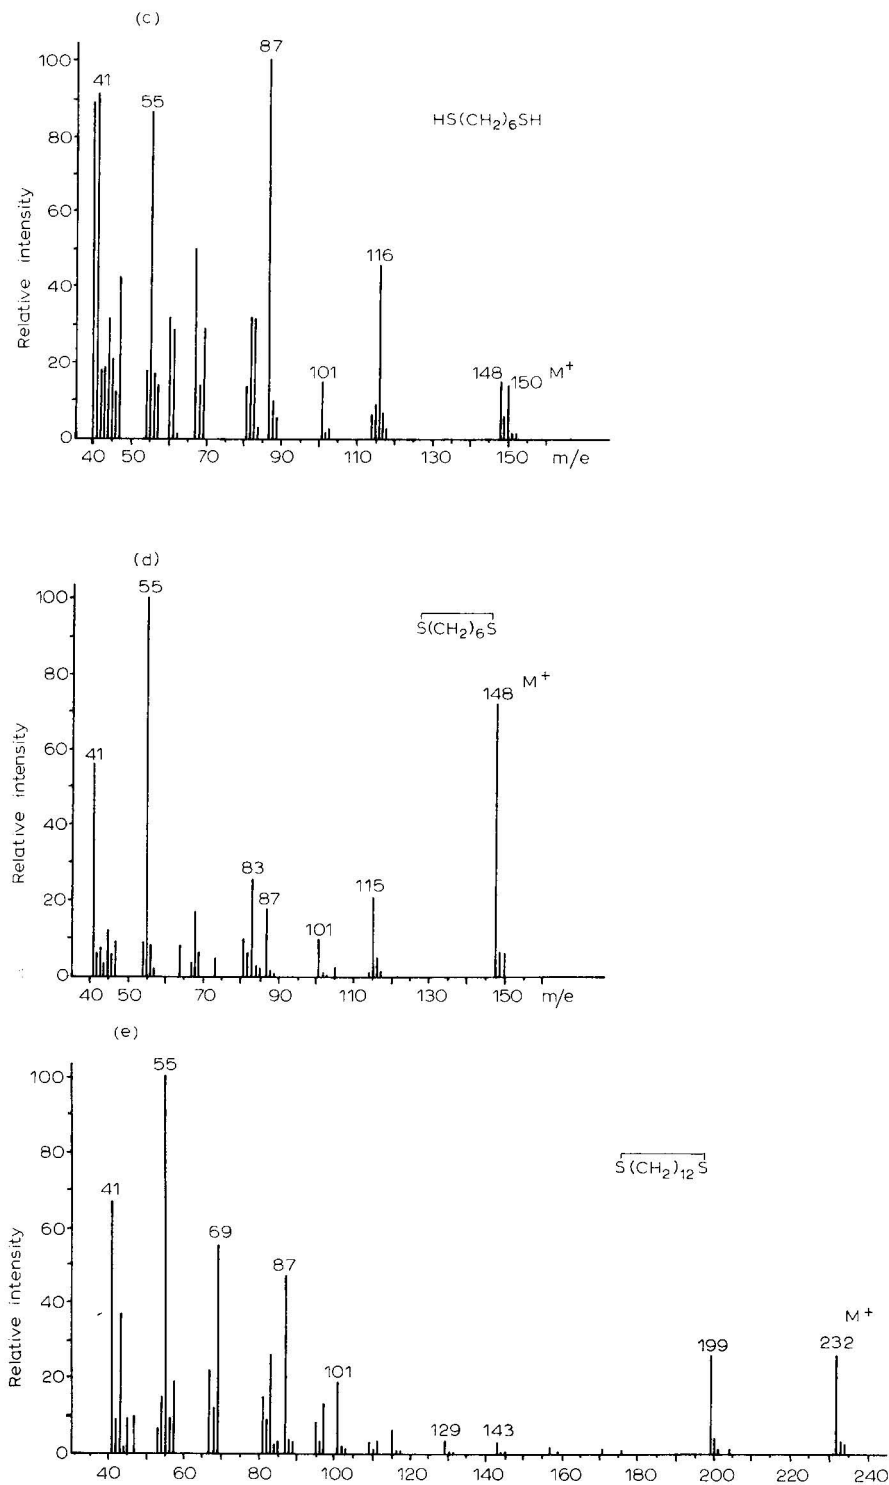 (c)
87
100
41
55
HS(CH2)6SH
80
60
116
40
Relative intensity
20
101
148
150 M+
0
40 50 70 90 110 130 150 m/e
(d)
55
100
S(CH2)6S
80
148 M+
41
60
40
Relative intensity
83
87
115
20
101
0
40 50 70 90 110 130 150 m/e
(e)
55
100
80
S(CH2)12S
41
60
69
87
40
Relative intensity
M+
199
232
101
20
129
143
0
40 60 80 100 120 140 160 180 200 220 240